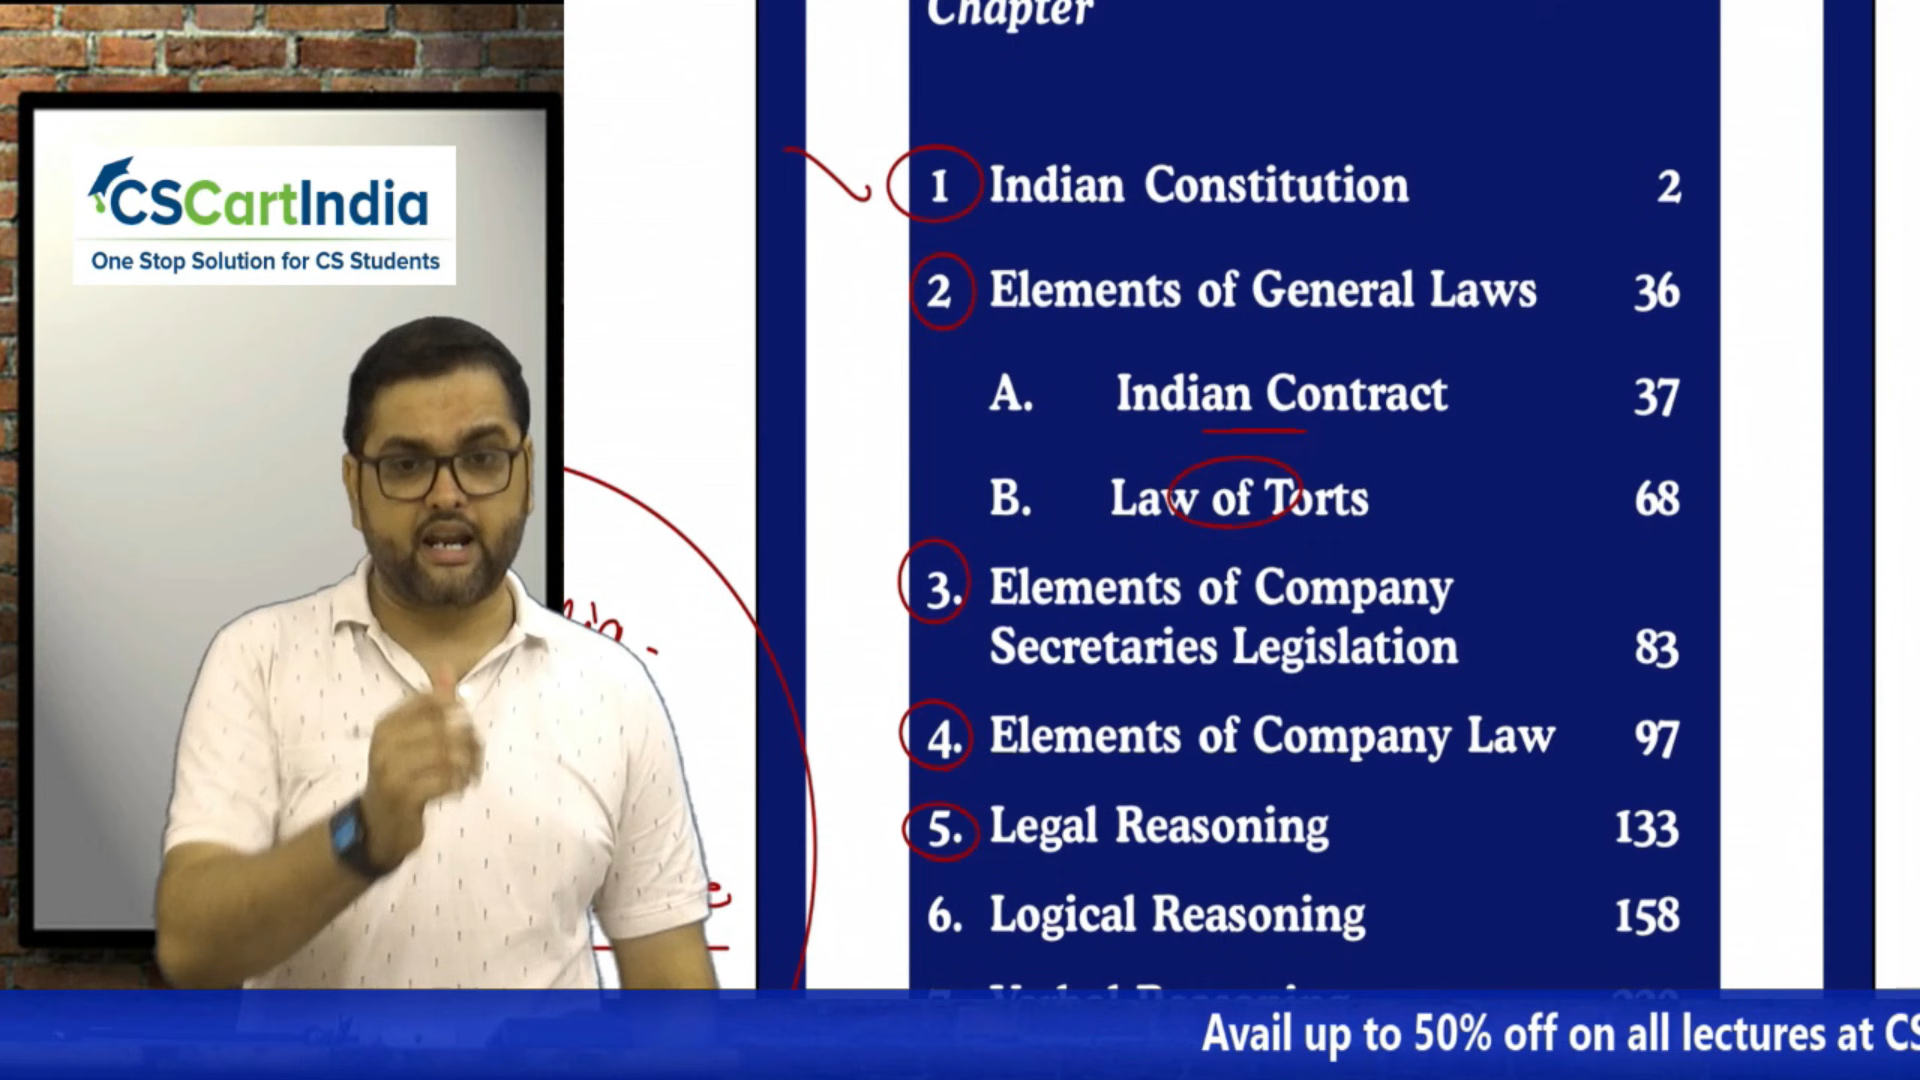 CSCartIndia
One Stop Solution for CS Students
Chapter
1 Indian Constitution 2
2 Elements of General Laws 36
A. Indian Contract 37
B. Law of Torts 68
3. Elements of Company
Secretaries Legislation 83
4. Elements of Company Law 97
5. Legal Reasoning 133
6. Logical Reasoning 158
Avail up to 50% off on all lectures at CS